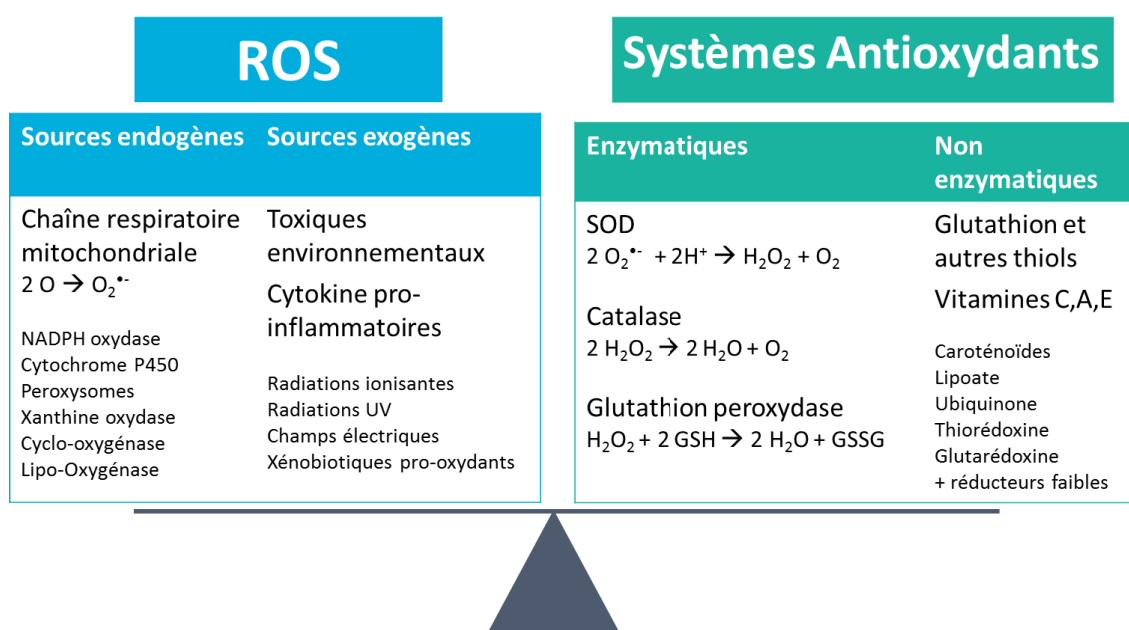 ROS
Sources endogènes
Chaîne respiratoire
mitochondriale
2 O → O₂•⁻
NADPH oxydase
Cytochrome P450
Peroxysomes
Xanthine oxydase
Cyclo-oxygénase
Lipo-Oxygénase
Sources exogènes
Toxiques
environnementaux
Cytokine pro-
inflammatoires
Radiations ionisantes
Radiations UV
Champs électriques
Xénobiotiques pro-oxydants
Systèmes Antioxydants
Enzymatiques
SOD
2 O₂•⁻ + 2H⁺ → H₂O₂ + O₂
Catalase
2 H₂O₂ → 2 H₂O + O₂
Glutathion peroxydase
H₂O₂ + 2 GSH → 2 H₂O + GSSG
Non
enzymatiques
Glutathion et
autres thiols
Vitamines C,A,E
Caroténoïdes
Lipoate
Ubiquinone
Thiorédoxine
Glutarédoxine
+ réducteurs faibles